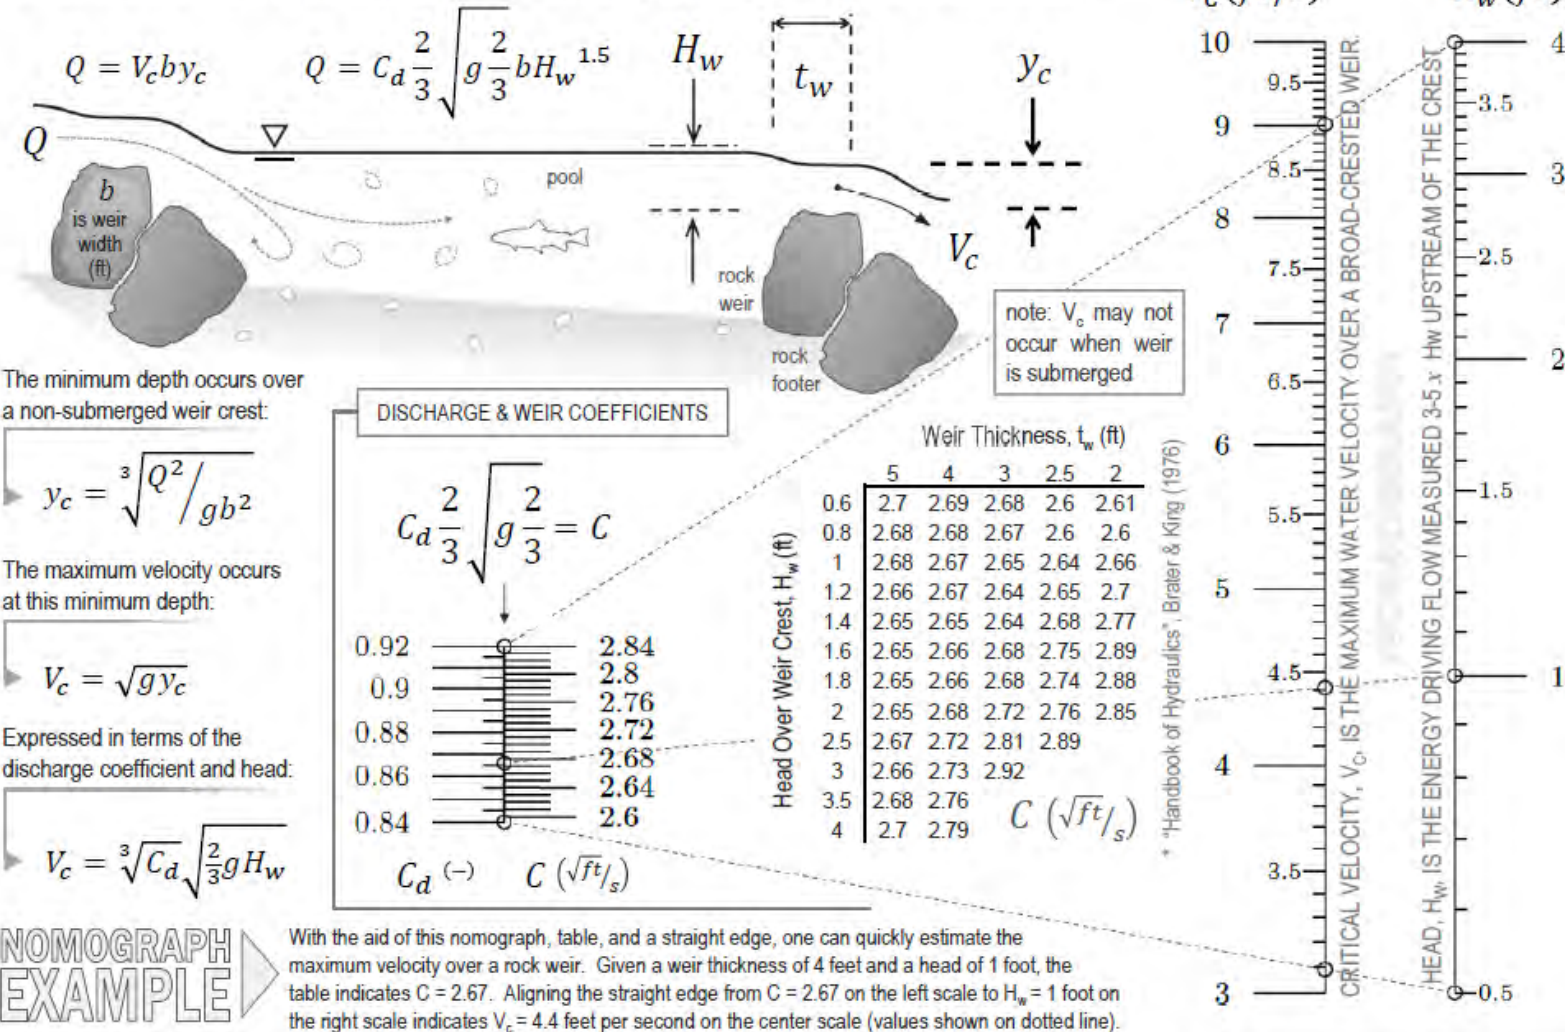 Q = V_c b y_c
Q = C_d 2/3 √(g 2/3) b H_w^1.5
H_w
t_w
y_c
Q
b
is weir
width
(ft)
pool
V_c
rock
weir
rock
footer
note: V_c may not
occur when weir
is submerged
The minimum depth occurs over
a non-submerged weir crest:
y_c = ∛(Q²/gb²)
The maximum velocity occurs
at this minimum depth:
V_c = √(g y_c)
Expressed in terms of the
discharge coefficient and head:
V_c = ∛C_d √(2/3 g H_w)
DISCHARGE & WEIR COEFFICIENTS
C_d 2/3 √(g 2/3) = C
0.92 2.84
2.8
0.9
2.76
0.88 2.72
2.68
0.86
2.64
0.84 2.6
C_d (–) C (√ft/s)
Weir Thickness, t_w (ft)
Head Over Weir Crest, H_w (ft)
5 4 3 2.5 2
0.6 2.7 2.69 2.68 2.6 2.61
0.8 2.68 2.68 2.67 2.6 2.6
1 2.68 2.67 2.65 2.64 2.66
1.2 2.66 2.67 2.64 2.65 2.7
1.4 2.65 2.65 2.64 2.68 2.77
1.6 2.65 2.66 2.68 2.75 2.89
1.8 2.65 2.66 2.68 2.74 2.88
2 2.65 2.68 2.72 2.76 2.85
2.5 2.67 2.72 2.81 2.89
3 2.66 2.73 2.92
3.5 2.68 2.76
4 2.7 2.79
C (√ft/s)
* "Handbook of Hydraulics", Brater & King (1976)
10
9.5
9
8.5
8
7.5
7
6.5
6
5.5
5
4.5
4
3.5
3
CRITICAL VELOCITY, V_C, IS THE MAXIMUM WATER VELOCITY OVER A BROAD-CRESTED WEIR.
HEAD, H_W, IS THE ENERGY DRIVING FLOW MEASURED 3-5 x Hw UPSTREAM OF THE CREST
4
3.5
3
2.5
2
1.5
1
0.5
NOMOGRAPH
EXAMPLE
With the aid of this nomograph, table, and a straight edge, one can quickly estimate the
maximum velocity over a rock weir. Given a weir thickness of 4 feet and a head of 1 foot, the
table indicates C = 2.67. Aligning the straight edge from C = 2.67 on the left scale to H_w = 1 foot on
the right scale indicates V_c = 4.4 feet per second on the center scale (values shown on dotted line).